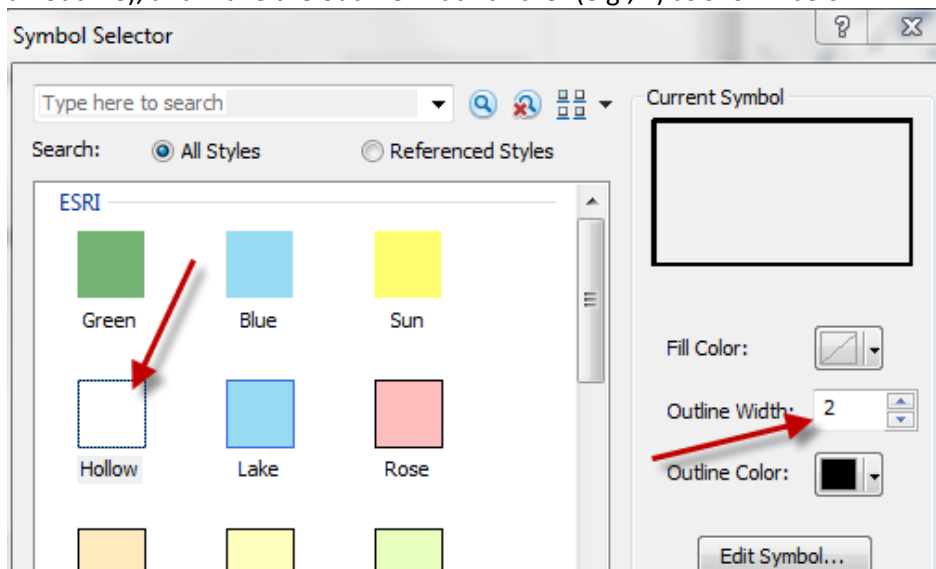 Symbol Selector
Type here to search
Search:
All Styles
Referenced Styles
ESRI
Green
Blue
Sun
Hollow
Lake
Rose
Current Symbol
Fill Color:
Outline Width:
2
Outline Color:
Edit Symbol...